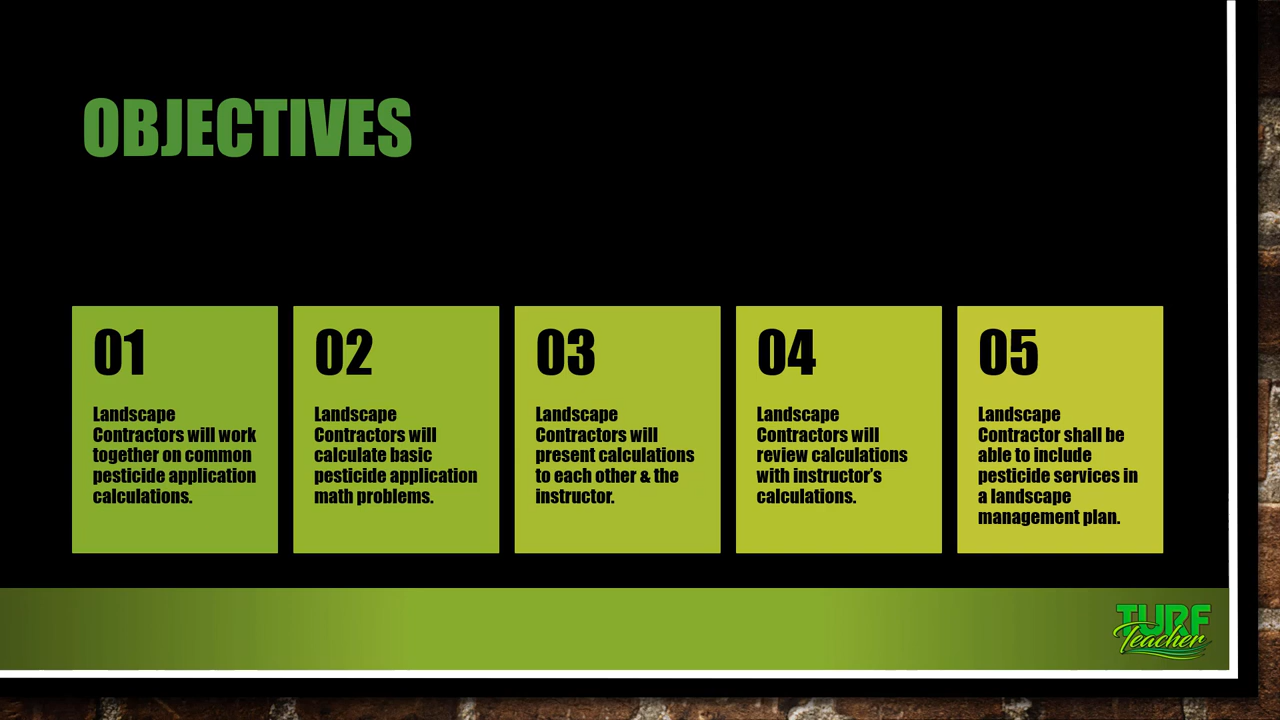 OBJECTIVES
01
Landscape
Contractors will work
together on common
pesticide application
calculations.
02
Landscape
Contractors will
calculate basic
pesticide application
math problems.
03
Landscape
Contractors will
present calculations
to each other & the
instructor.
04
Landscape
Contractors will
review calculations
with instructor’s
calculations.
05
Landscape
Contractor shall be
able to include
pesticide services in
a landscape
management plan.
TURF
Teacher